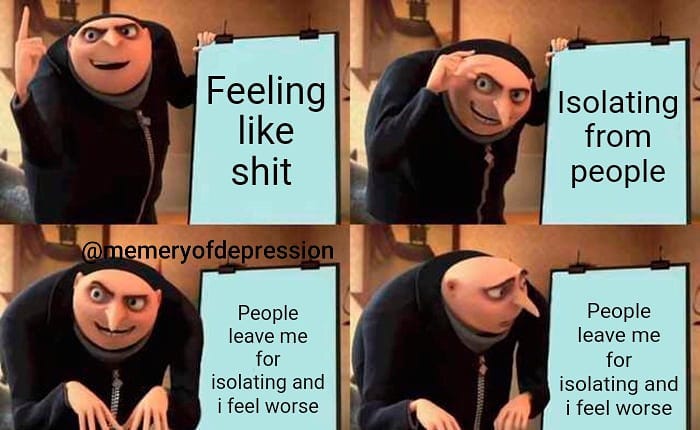 Feeling
like
shit
Isolating
from
people
@memeryofdepression
People
leave me
for
isolating and
i feel worse
People
leave me
for
isolating and
i feel worse